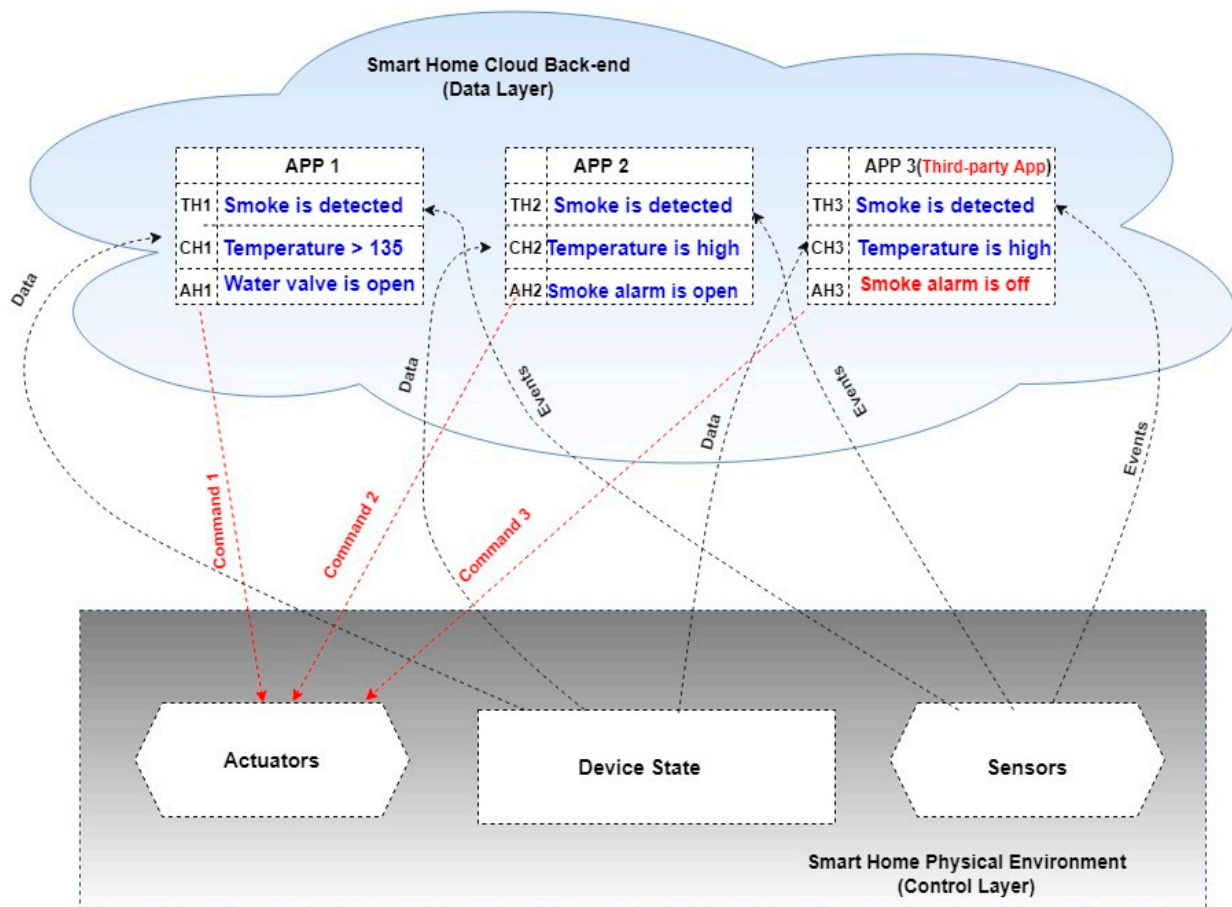 Smart Home Cloud Back-end
(Data Layer)
APP 1
TH1 Smoke is detected
CH1 Temperature > 135
AH1 Water valve is open
APP 2
TH2 Smoke is detected
CH2 Temperature is high
AH2 Smoke alarm is open
APP 3(Third-party App)
TH3 Smoke is detected
CH3 Temperature is high
AH3 Smoke alarm is off
Data
Data
Events
Data
Events
Events
Command 1
Command 2
Command 3
Actuators
Device State
Sensors
Smart Home Physical Environment
(Control Layer)